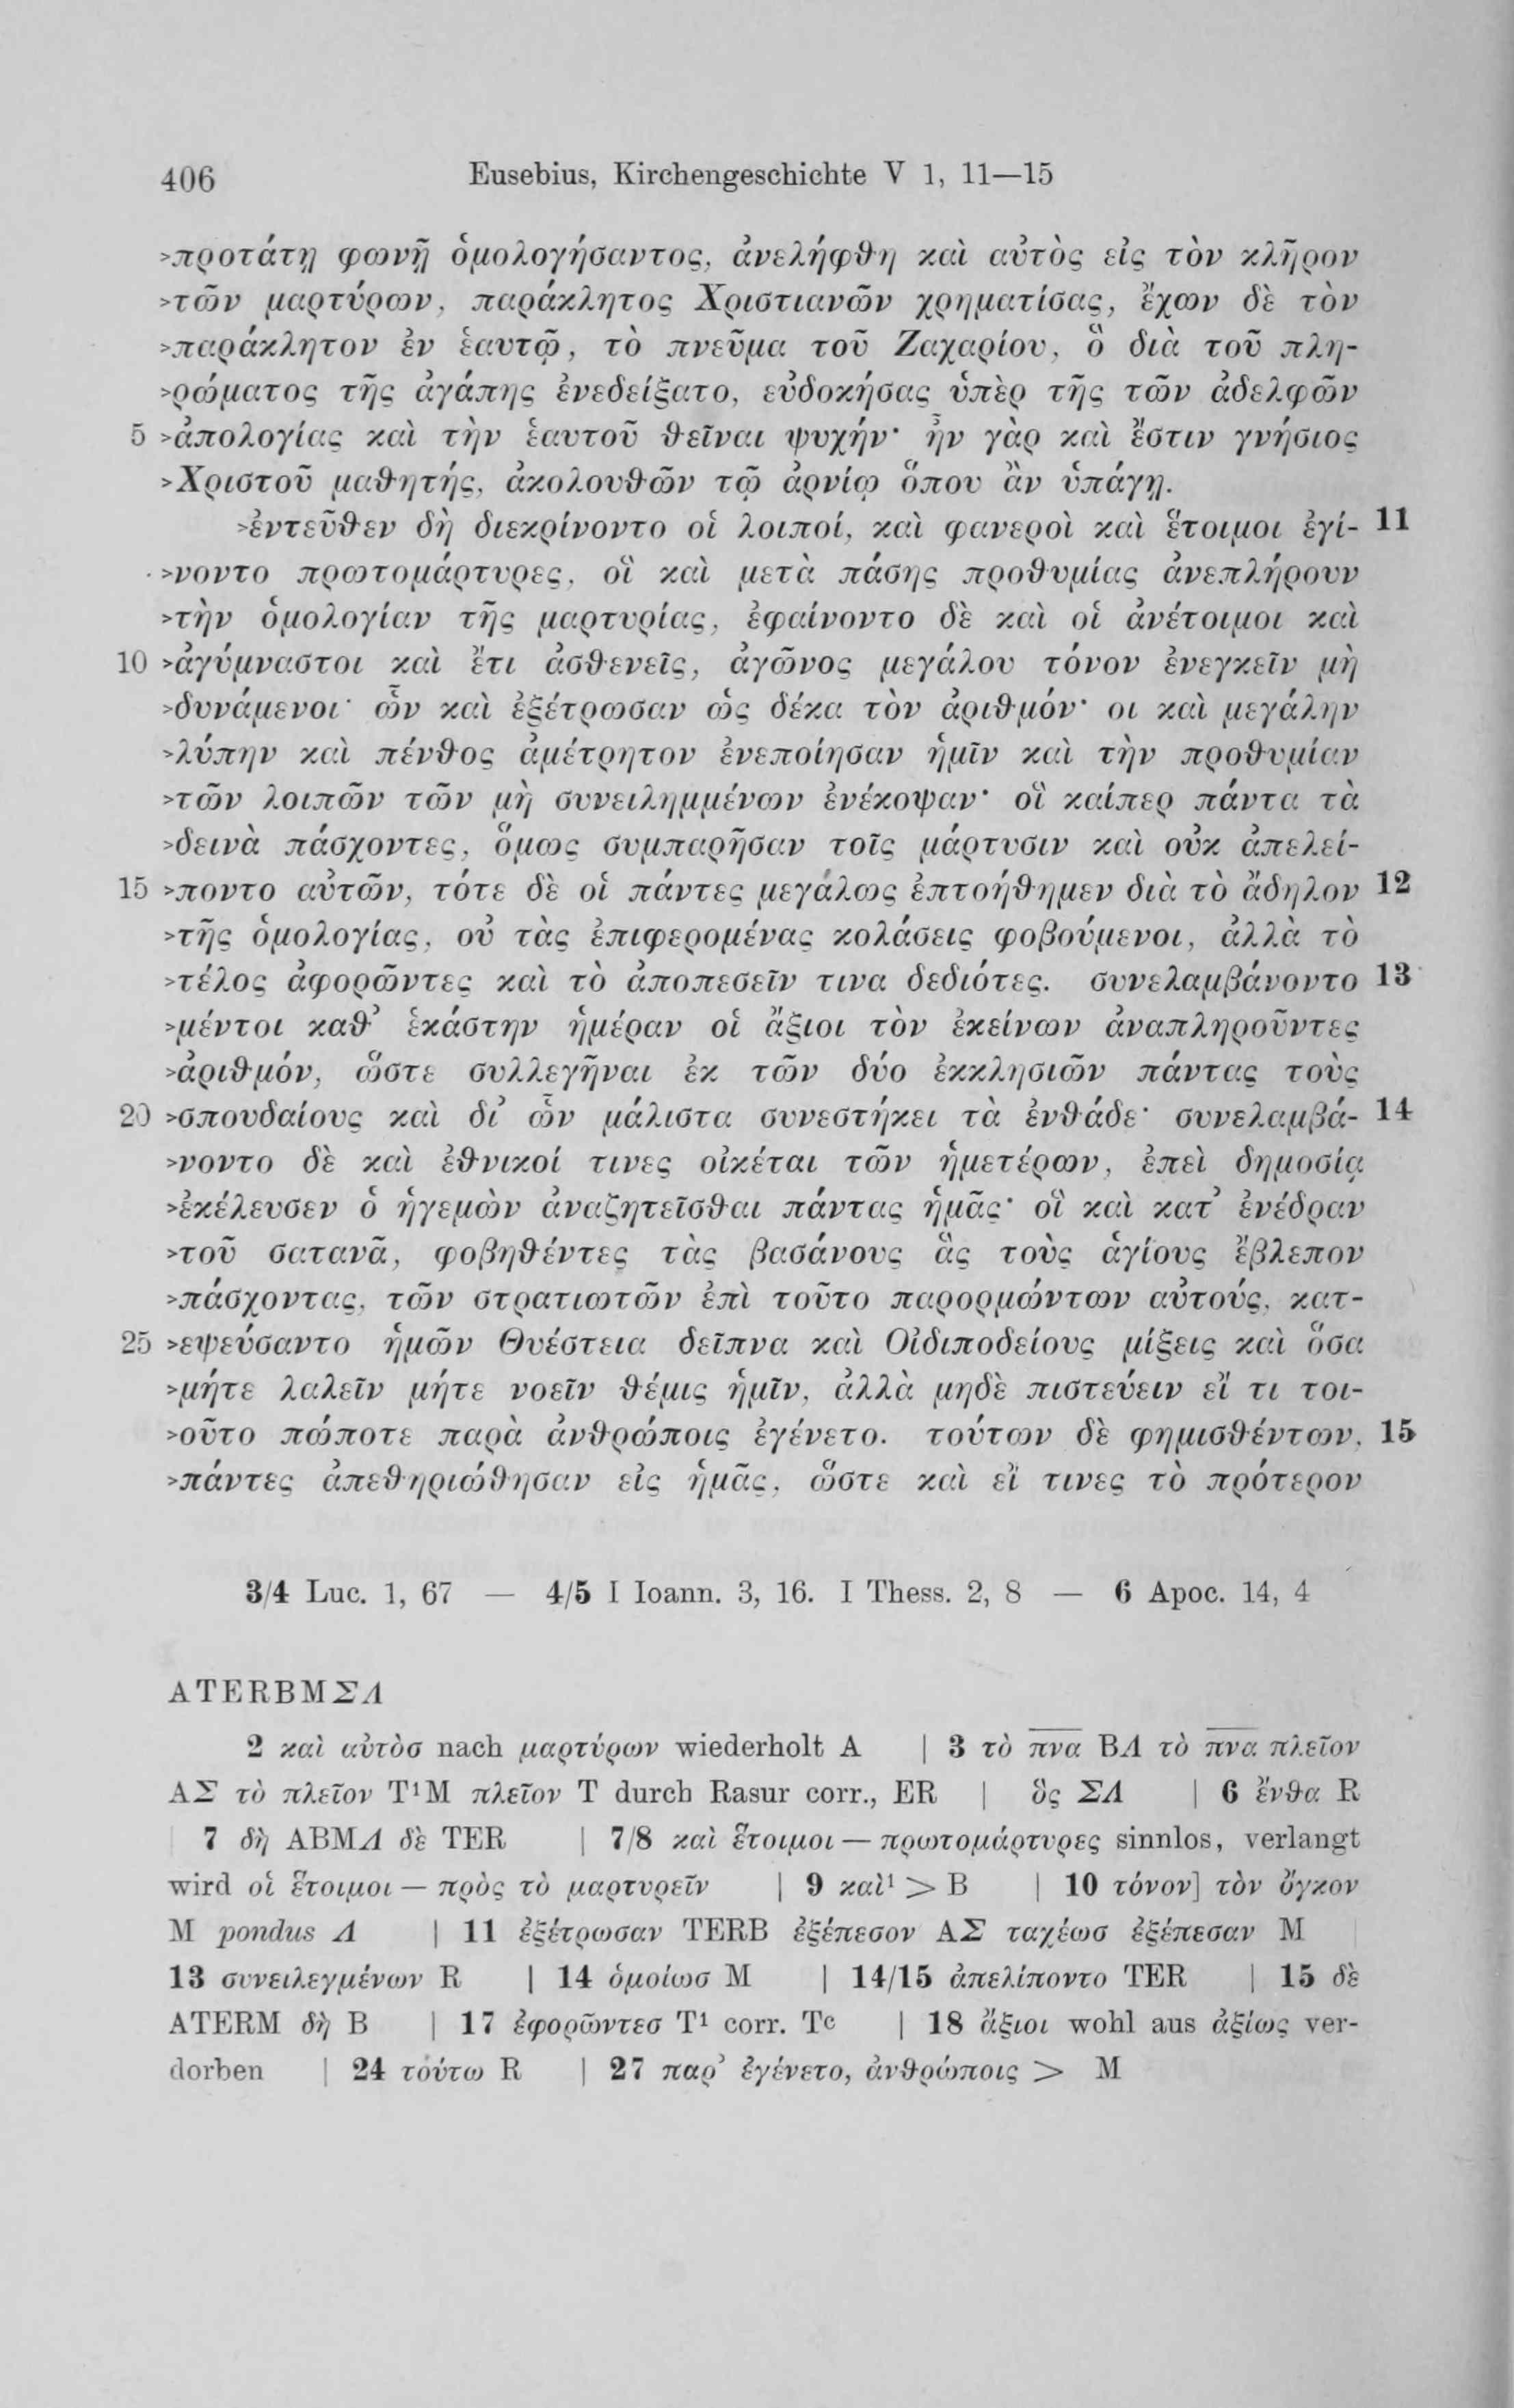 406 Eusebius, Kirchengeschichte V 1, 11—15
>προτάτῃ φωνῇ ὁμολογήσαντος, ἀνελήφθη καὶ αὐτὸς εἰς τὸν κλῆρον
>τῶν μαρτύρων, παράκλητος Χριστιανῶν χρηματίσας, ἔχων δὲ τὸν
>παράκλητον ἐν ἑαυτῷ, τὸ πνεῦμα τοῦ Ζαχαρίου, ὃ διὰ τοῦ πλη-
>ρώματος τῆς ἀγάπης ἐνεδείξατο, εὐδοκήσας ὑπὲρ τῆς τῶν ἀδελφῶν
5 >ἀπολογίας καὶ τὴν ἑαυτοῦ θεῖναι ψυχήν· ἦν γὰρ καὶ ἔστιν γνήσιος
>Χριστοῦ μαθητής, ἀκολουθῶν τῷ ἀρνίῳ ὅπου ἂν ὑπάγῃ.
>ἐντεῦθεν δὴ διεκρίνοντο οἱ λοιποί, καὶ φανεροὶ καὶ ἕτοιμοι ἐγί- 11
>νοντο πρωτομάρτυρες, οἳ καὶ μετὰ πάσης προθυμίας ἀνεπλήρουν
>τὴν ὁμολογίαν τῆς μαρτυρίας, ἐφαίνοντο δὲ καὶ οἱ ἀνέτοιμοι καὶ
10 >ἀγύμναστοι καὶ ἔτι ἀσθενεῖς, ἀγῶνος μεγάλου τόνον ἐνεγκεῖν μὴ
>δυνάμενοι· ὧν καὶ ἐξέτρωσαν ὡς δέκα τὸν ἀριθμόν· οι καὶ μεγάλην
>λύπην καὶ πένθος ἀμέτρητον ἐνεποίησαν ἡμῖν καὶ τὴν προθυμίαν
>τῶν λοιπῶν τῶν μὴ συνειλημμένων ἐνέκοψαν· οἳ καίπερ πάντα τὰ
>δεινὰ πάσχοντες, ὅμως συμπαρῆσαν τοῖς μάρτυσιν καὶ οὐκ ἀπελεί-
15 >ποντο αὐτῶν, τότε δὲ οἱ πάντες μεγάλως ἐπτοήθημεν διὰ τὸ ἄδηλον 12
>τῆς ὁμολογίας, οὐ τὰς ἐπιφερομένας κολάσεις φοβούμενοι, ἀλλὰ τὸ
>τέλος ἀφορῶντες καὶ τὸ ἀποπεσεῖν τινα δεδιότες. συνελαμβάνοντο 13
>μέντοι καθ᾽ ἑκάστην ἡμέραν οἱ ἄξιοι τὸν ἐκείνων ἀναπληροῦντες
>ἀριθμόν, ὥστε συλλεγῆναι ἐκ τῶν δύο ἐκκλησιῶν πάντας τοὺς
20 >σπουδαίους καὶ δι᾽ ὧν μάλιστα συνεστήκει τὰ ἐνθάδε· συνελαμβά- 14
>νοντο δὲ καὶ ἐθνικοί τινες οἰκέται τῶν ἡμετέρων, ἐπεὶ δημοσίᾳ
>ἐκέλευσεν ὁ ἡγεμὼν ἀναζητεῖσθαι πάντας ἡμᾶς· οἳ καὶ κατ᾽ ἐνέδραν
>τοῦ σατανᾶ, φοβηθέντες τὰς βασάνους ἃς τοὺς ἁγίους ἔβλεπον
>πάσχοντας, τῶν στρατιωτῶν ἐπὶ τοῦτο παρορμώντων αὐτούς, κατ-
25 >εψεύσαντο ἡμῶν Θυέστεια δεῖπνα καὶ Οἰδιποδείους μίξεις καὶ ὅσα
>μήτε λαλεῖν μήτε νοεῖν θέμις ἡμῖν, ἀλλὰ μηδὲ πιστεύειν εἴ τι τοι-
>οῦτο πώποτε παρὰ ἀνθρώποις ἐγένετο. τούτων δὲ φημισθέντων, 15
>πάντες ἀπεθηριώθησαν εἰς ἡμᾶς, ὥστε καὶ εἴ τινες τὸ πρότερον
3/4 Luc. 1, 67 — 4/5 I Ioann. 3, 16. I Thess. 2, 8 — 6 Apoc. 14, 4
ATERBMΣΛ
2 καὶ αὐτὸσ nach μαρτύρων wiederholt A | 3 τὸ π̅ν̅α̅ BΛ τὸ π̅ν̅α̅ πλεῖον
AΣ τὸ πλεῖον T¹M πλεῖον T durch Rasur corr., ER | ὃς ΣΛ | 6 ἔνθα R
7 δὴ ABMΛ δὲ TER | 7/8 καὶ ἕτοιμοι — πρωτομάρτυρες sinnlos, verlangt
wird οἱ ἕτοιμοι — πρὸς τὸ μαρτυρεῖν | 9 καὶ¹ > B | 10 τόνον] τὸν ὄγκον
M pondus Λ | 11 ἐξέτρωσαν TERB ἐξέπεσον AΣ ταχέωσ ἐξέπεσαν M
13 συνειλεγμένων R | 14 ὁμοίωσ M | 14/15 ἀπελίποντο TER | 15 δὲ
ATERM δὴ B | 17 ἐφορῶντεσ T¹ corr. Tᶜ | 18 ἄξιοι wohl aus ἀξίως ver-
dorben | 24 τούτω R | 27 παρ᾽ ἐγένετο, ἀνθρώποις > M